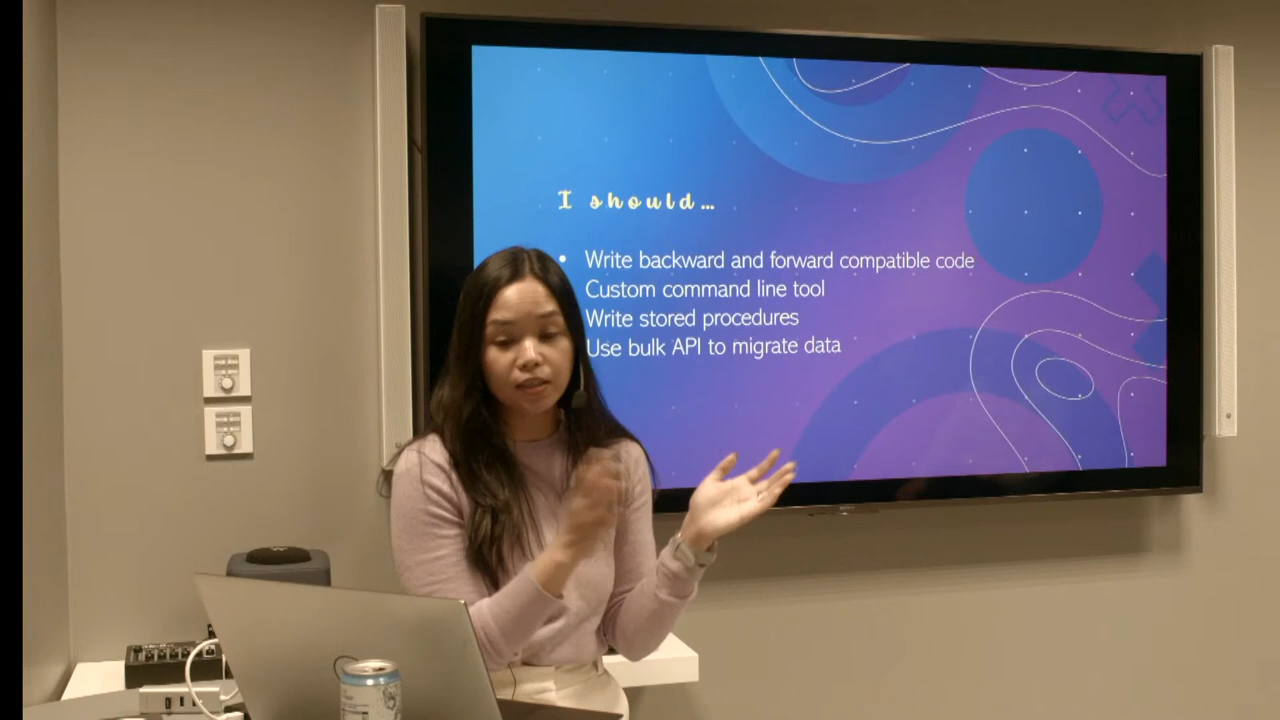 I should...
• Write backward and forward compatible code
Custom command line tool
Write stored procedures
Use bulk API to migrate data